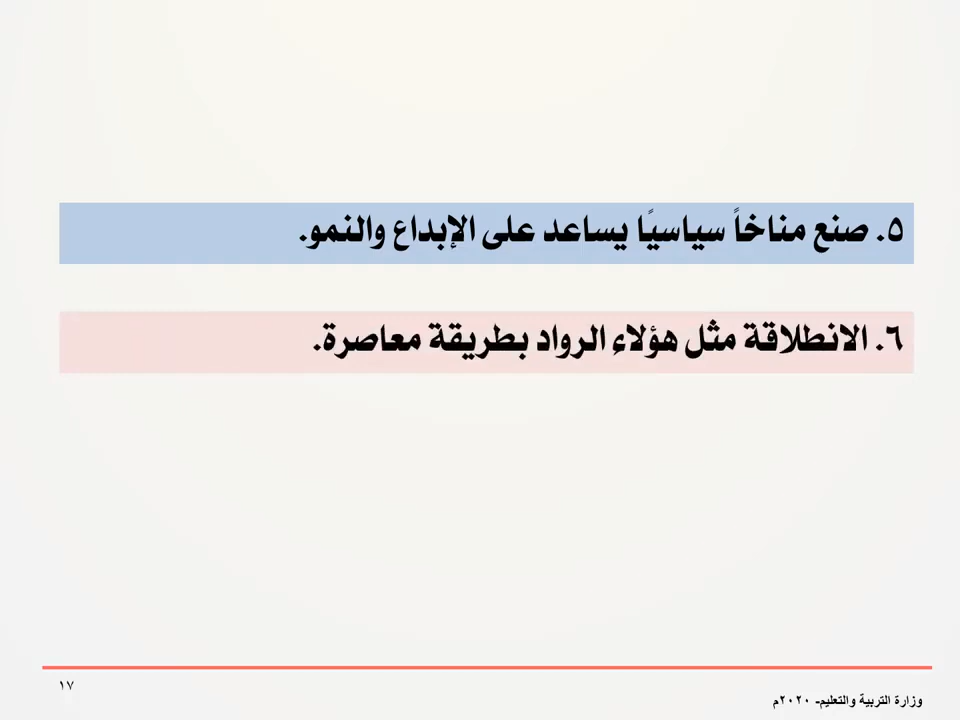 ٥. صنع مناخاً سياسيًا يساعد على الإبداع والنمو.
٦. الانطلاقة مثل هؤلاء الرواد بطريقة معاصرة.
١٧
وزارة التربية والتعليم- ٢٠٢٠م